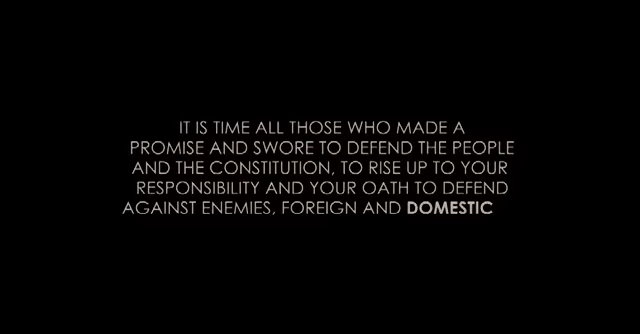 IT IS TIME ALL THOSE WHO MADE A
PROMISE AND SWORE TO DEFEND THE PEOPLE
AND THE CONSTITUTION, TO RISE UP TO YOUR
RESPONSIBILITY AND YOUR OATH TO DEFEND
AGAINST ENEMIES, FOREIGN AND DOMESTIC